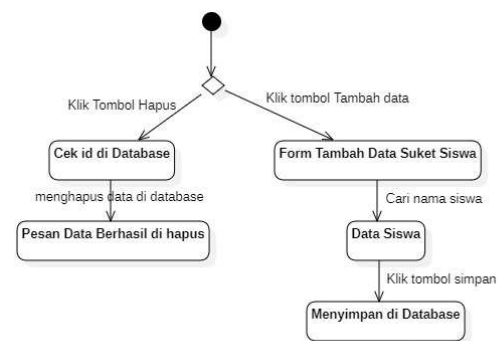 Klik Tombol Hapus
Klik tombol Tambah data
Cek id di Database
Form Tambah Data Suket Siswa
menghapus data di database
Cari nama siswa
Pesan Data Berhasil di hapus
Data Siswa
Klik tombol simpan
Menyimpan di Database